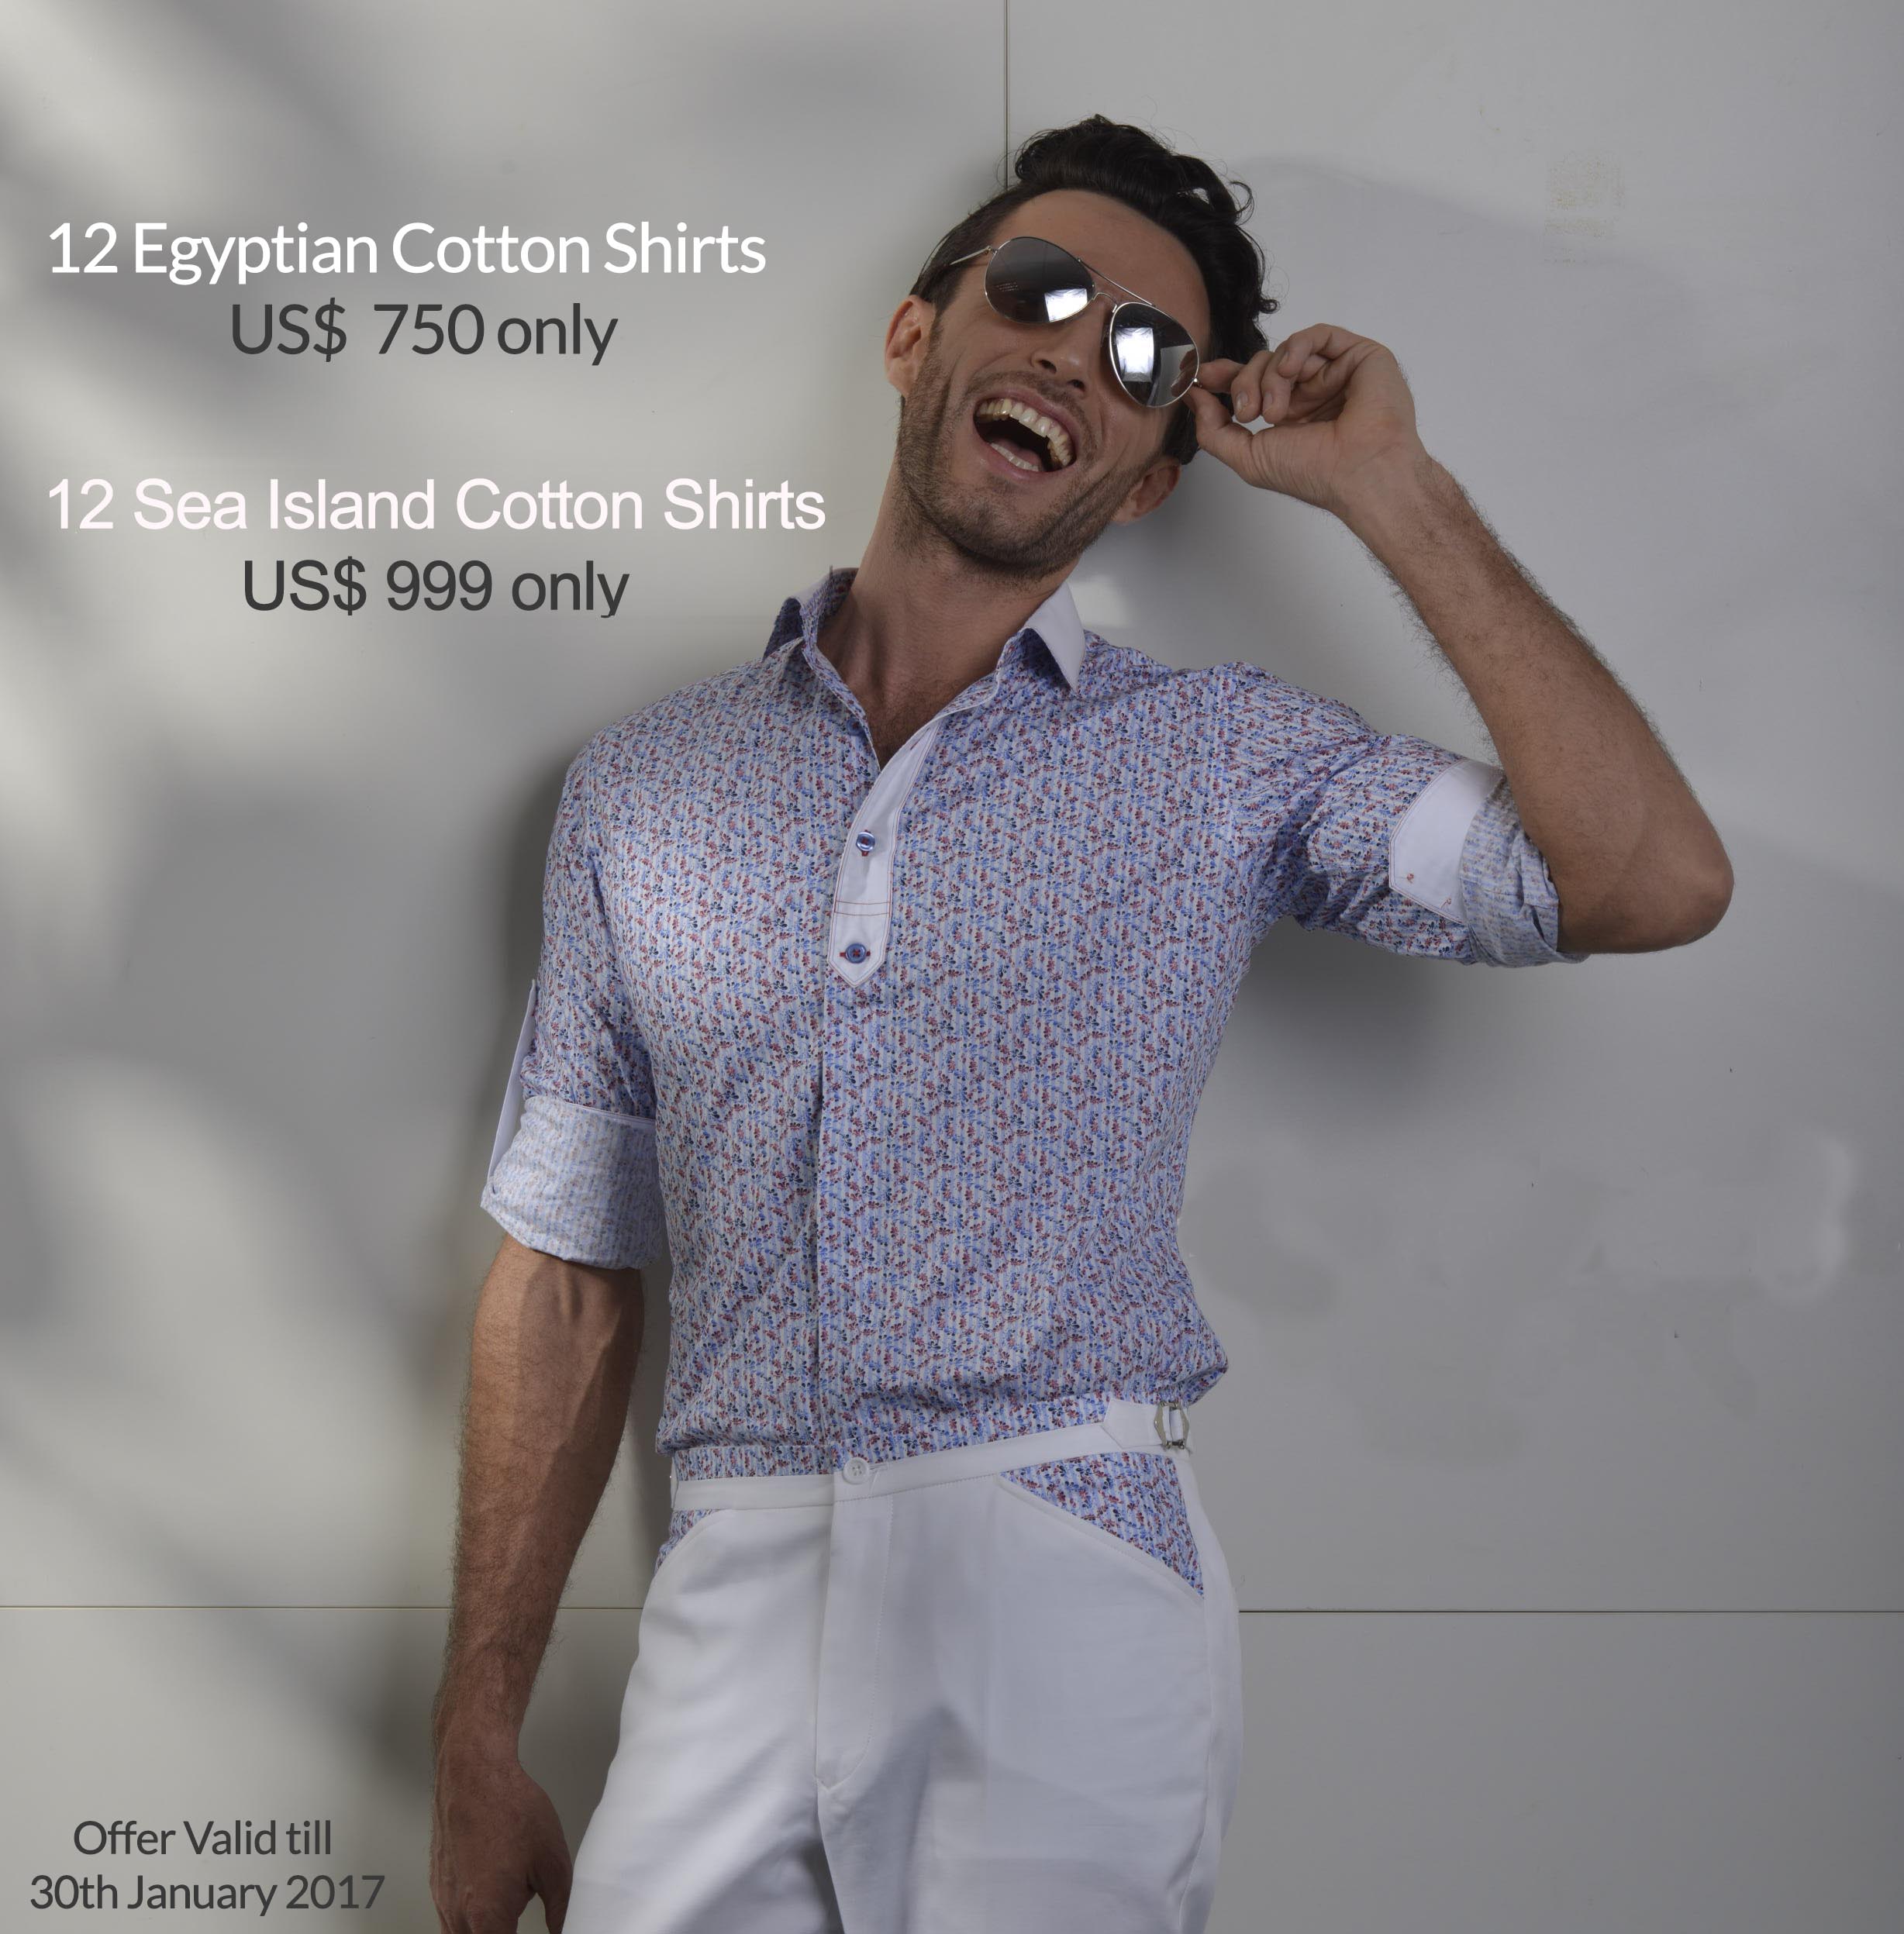 12 Egyptian Cotton Shirts
US$ 750 only
12 Sea Island Cotton Shirts
US$ 999 only
Offer Valid till
30th January 2017